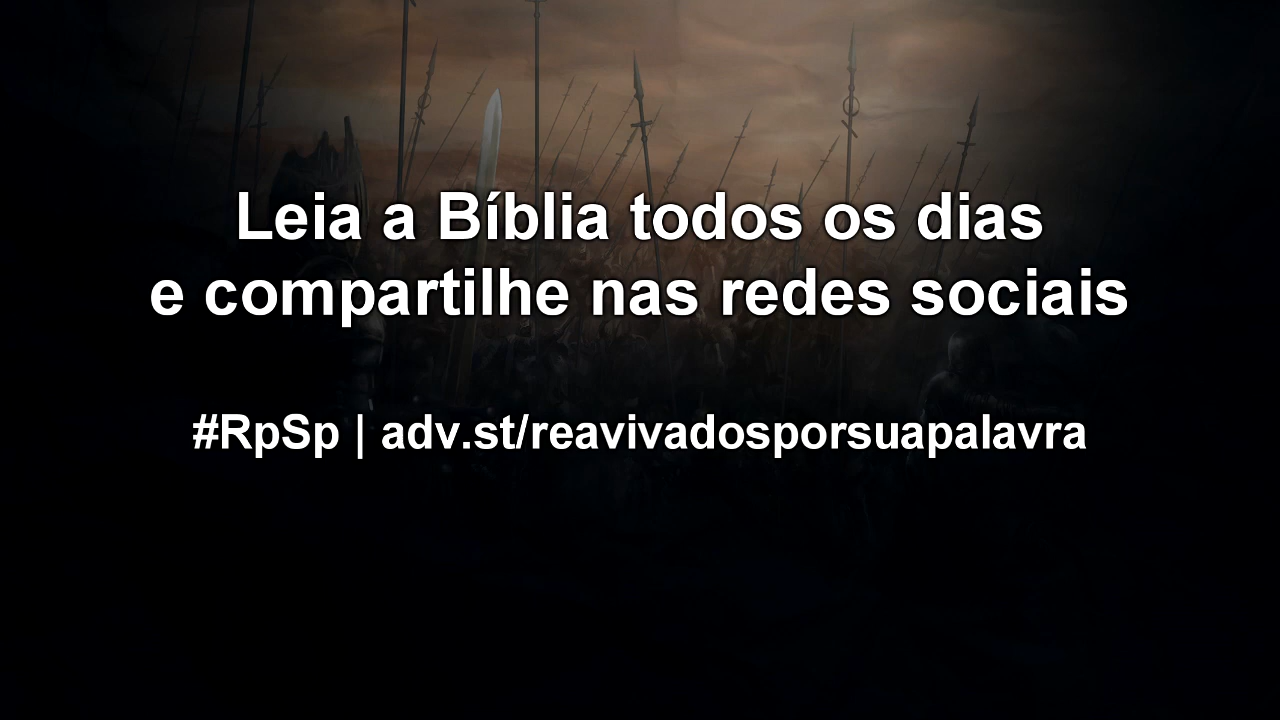 Leia a Bíblia todos os dias
e compartilhe nas redes sociais
#RpSp | adv.st/reavivadosporsuapalavra